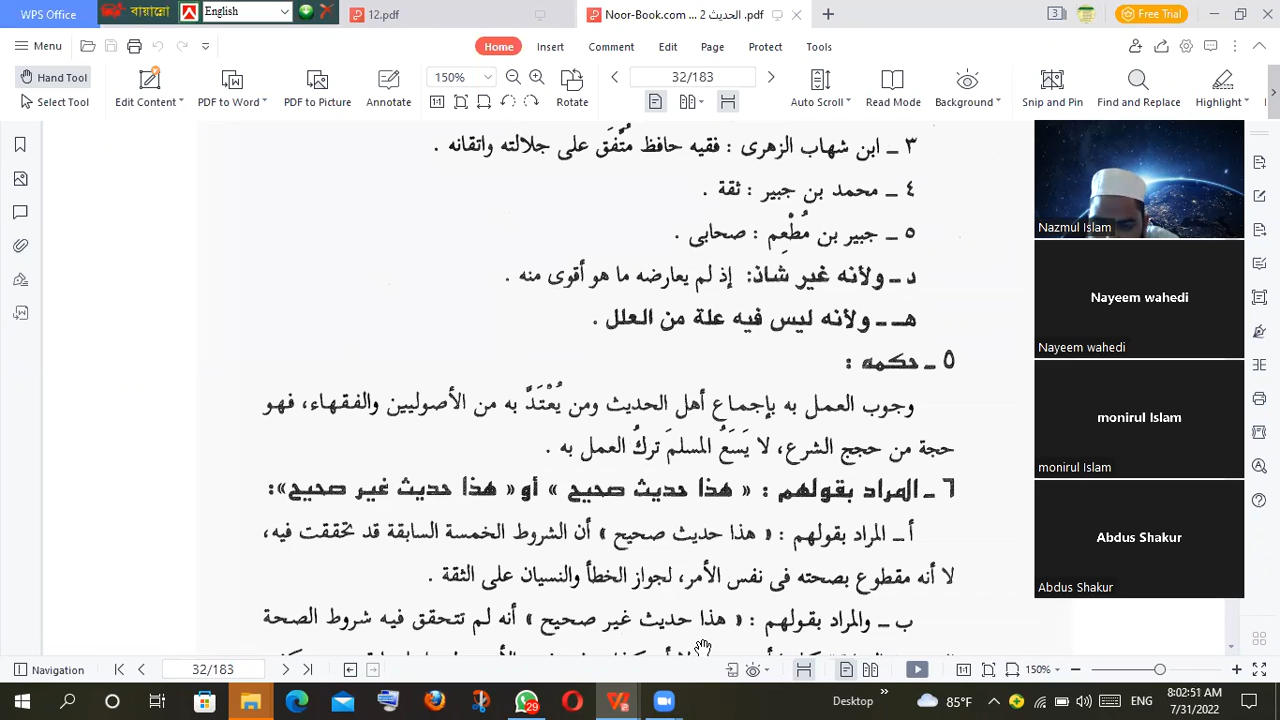 WPS Office
বায়ান্নো
English
12.pdf
Noor-Book.com ... 2 الحديث .pdf
Free Trial
Menu
Home Insert Comment Edit Page Protect Tools
Hand Tool
Select Tool
Edit Content
PDF to Word
PDF to Picture
Annotate
150%
Rotate
32/183
Auto Scroll
Read Mode
Background
Snip and Pin
Find and Replace
Highlight
٣ ـ ابن شهاب الزهرى : فقيه حافظ مُتَّفَق على جلالته واتقانه .
٤ ـ محمد بن جبير : ثقة .
٥ ـ جبير بن مُطْعِم : صحابى .
د ـ ولأنه غير شاذ: إذ لم يعارضه ما هو أقوى منه .
هـ ـ ولأنه ليس فيه علة من العلل .
٥ ـ حكمه :
وجوب العمل به بإجماع أهل الحديث ومن يُعْتَدَّ به من الأصوليين والفقهاء، فهو
حجة من حجج الشرع، لا يَسَعُ المسلمَ تركُ العمل به .
٦ ـ المراد بقولهم : « هذا حديث صحيح » أو « هذا حديث غير صحيح»:
أ ـ المراد بقولهم : « هذا حديث صحيح » أن الشروط الخمسة السابقة قد تحققت فيه،
لا أنه مقطوع بصحته فى نفس الأمر، لجواز الخطأ والنسيان على الثقة .
ب ـ والمراد بقولهم : « هذا حديث غير صحيح » أنه لم تتحقق فيه شروط الصحة
Nazmul Islam
Nayeem wahedi
Nayeem wahedi
monirul Islam
monirul Islam
Abdus Shakur
Abdus Shakur
Navigation
32/183
150%
29
Desktop
85°F
ENG
8:02:51 AM
7/31/2022